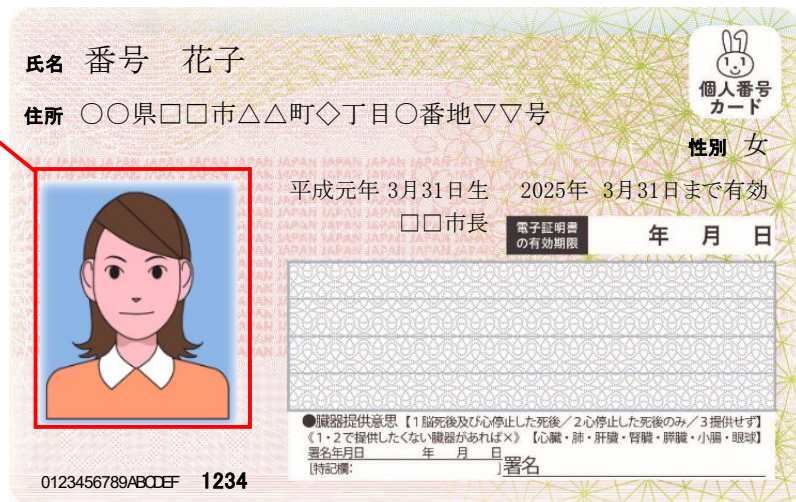 氏名 番号 花子
個人番号
カード
住所 ○○県□□市△△町◇丁目○番地▽▽号
性別 女
平成元年 3月31日生 2025年 3月31日まで有効
□□市長 電子証明書の有効期限 年 月 日
●臓器提供意思【1 脳死後及び心停止した死後／2 心停止した死後のみ／3 提供せず】
《1・2で提供したくない臓器があれば×》【心臓・肺・肝臓・腎臓・膵臓・小腸・眼球】
署名年月日 年 月 日
[特記欄: ] 署名
0123456789ABCDEF 1234